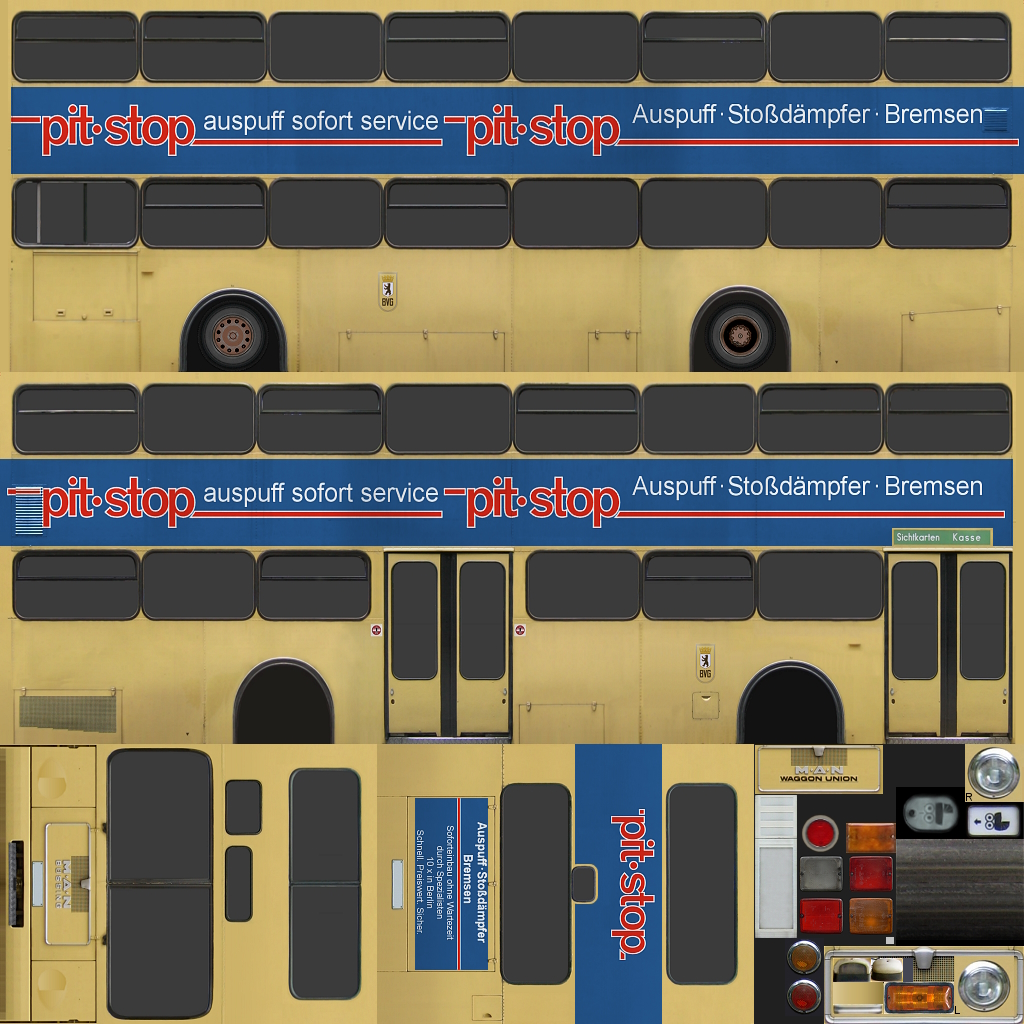 pit·stop auspuff sofort service pit·stop Auspuff·Stoßdämpfer·Bremsen
BVG
pit·stop auspuff sofort service pit·stop Auspuff·Stoßdämpfer·Bremsen
Sichtkarten Kasse
BVG
M·A·N
BÜSSING
Auspuff·Stoßdämpfer
Bremsen
Soforteinbau ohne Wartezeit
durch Spezialisten
10 x in Berlin
Schnell. Preiswert. Sicher.
pit·stop.
M·A·N
WAGGON UNION
R
L